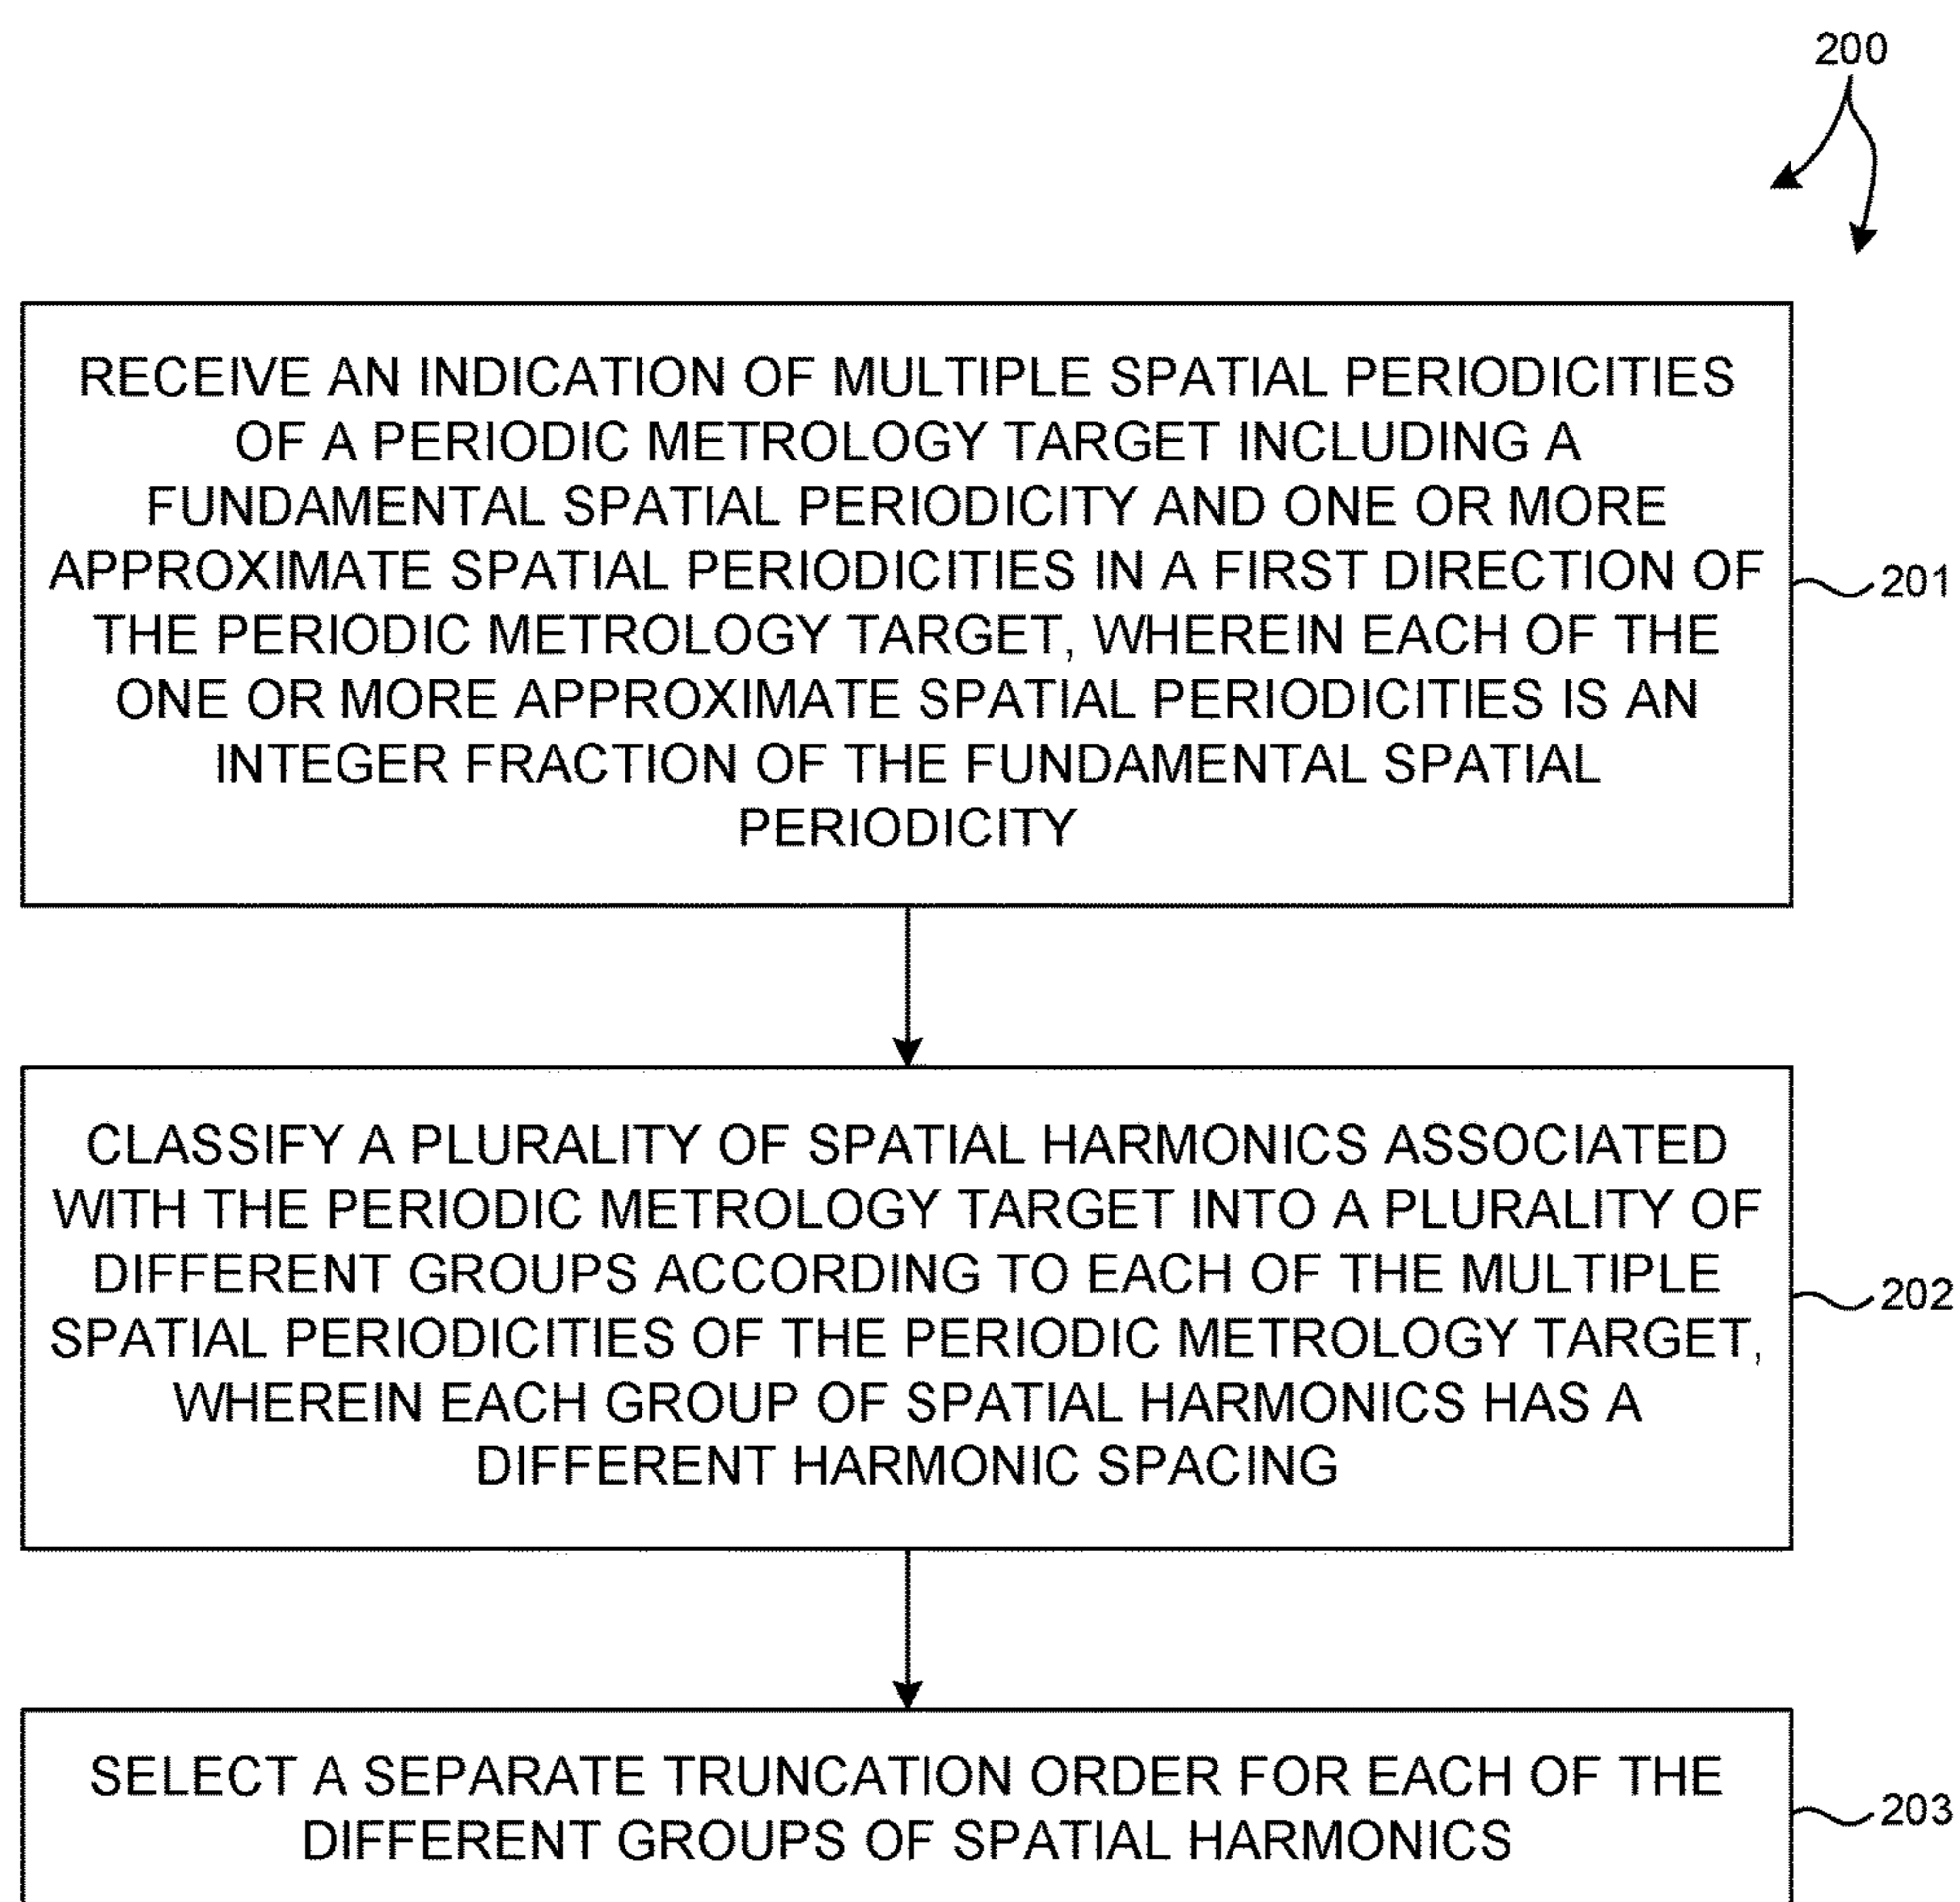 200
RECEIVE AN INDICATION OF MULTIPLE SPATIAL PERIODICITIES
OF A PERIODIC METROLOGY TARGET INCLUDING A
FUNDAMENTAL SPATIAL PERIODICITY AND ONE OR MORE
APPROXIMATE SPATIAL PERIODICITIES IN A FIRST DIRECTION OF
THE PERIODIC METROLOGY TARGET, WHEREIN EACH OF THE
ONE OR MORE APPROXIMATE SPATIAL PERIODICITIES IS AN
INTEGER FRACTION OF THE FUNDAMENTAL SPATIAL
PERIODICITY
201
CLASSIFY A PLURALITY OF SPATIAL HARMONICS ASSOCIATED
WITH THE PERIODIC METROLOGY TARGET INTO A PLURALITY OF
DIFFERENT GROUPS ACCORDING TO EACH OF THE MULTIPLE
SPATIAL PERIODICITIES OF THE PERIODIC METROLOGY TARGET,
WHEREIN EACH GROUP OF SPATIAL HARMONICS HAS A
DIFFERENT HARMONIC SPACING
202
SELECT A SEPARATE TRUNCATION ORDER FOR EACH OF THE
DIFFERENT GROUPS OF SPATIAL HARMONICS
203